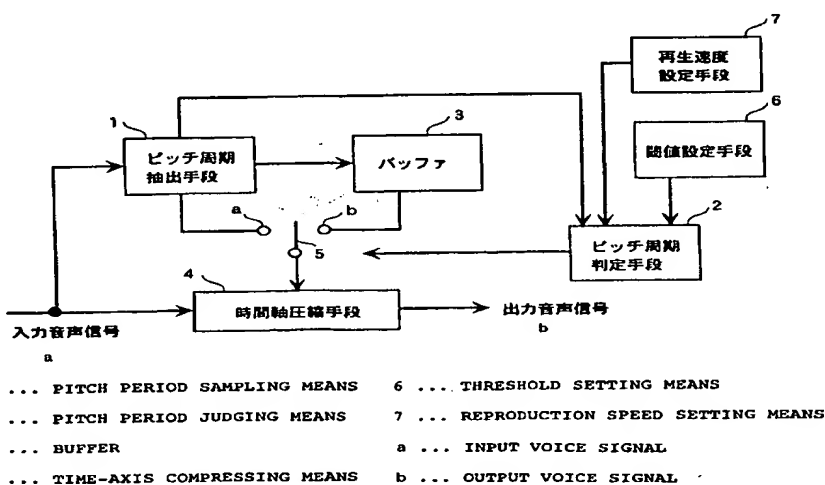 7
再生速度
設定手段
6
閾値設定手段
1
ピッチ周期
抽出手段
3
バッファ
a
b
5
2
ピッチ周期
判定手段
4
時間軸圧縮手段
入力音声信号
a
出力音声信号
b
... PITCH PERIOD SAMPLING MEANS
... PITCH PERIOD JUDGING MEANS
... BUFFER
... TIME-AXIS COMPRESSING MEANS
6 ... THRESHOLD SETTING MEANS
7 ... REPRODUCTION SPEED SETTING MEANS
a ... INPUT VOICE SIGNAL
b ... OUTPUT VOICE SIGNAL